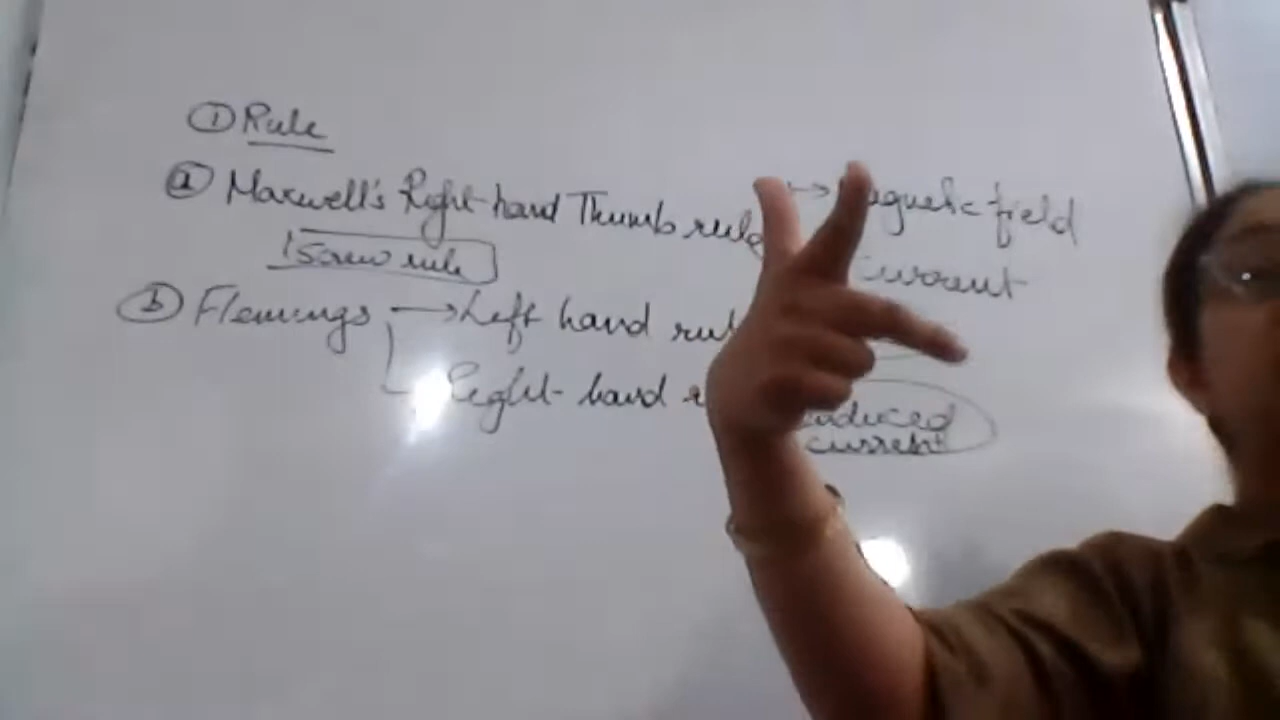 ① Rule
ⓐ Maxwell's Right-hand Thumb rule → Magnetic field
/Screw rule current
ⓑ Flemings → Left hand rule
Right-hand
induced
current